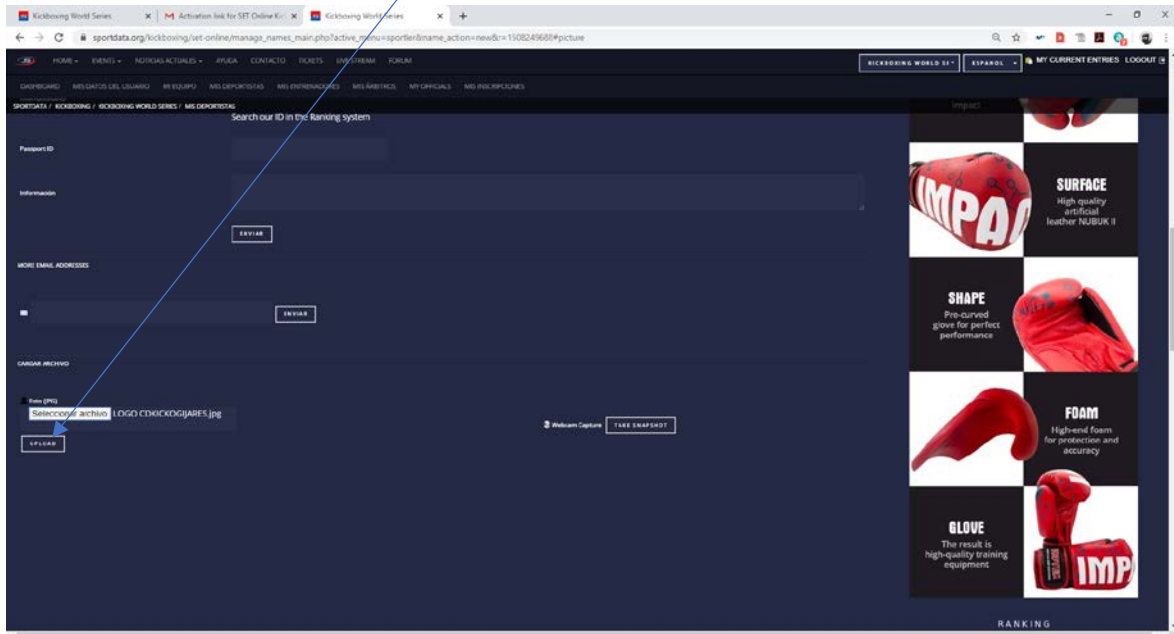 Kickboxing World Series
Activation link for SET Online Kic
Kickboxing World Series
sportdata.org/kickboxing/set-online/manage_names_main.php?active_menu=sportler&name_action=new&r=1508249688#picture
HOME
EVENTS
NOTICIAS ACTUALES
AYUDA
CONTACTO
TICKETS
LIVESTREAM
FORUM
KICKBOXING WORLD SE
ESPAÑOL
MY CURRENT ENTRIES
LOGOUT
DASHBOARD
MIS DATOS DEL USUARIO
MI EQUIPO
MIS DEPORTISTAS
MIS ENTRENADORES
MIS ÁRBITROS
MY OFFICIALS
MIS INSCRIPCIONES
SPORTDATA / KICKBOXING / KICKBOXING WORLD SERIES / MIS DEPORTISTAS
Search our ID in the Ranking system
Passport ID
Información
ENVIAR
MORE EMAIL ADDRESSES
ENVIAR
CARGAR ARCHIVO
Foto (JPG)
Seleccionar archivo LOGO CDKICKOGIJARES.jpg
Webcam Capture
TAKE SNAPSHOT
UPLOAD
impact
IMPAC
SURFACE
High quality
artificial
leather NUBUK II
SHAPE
Pre-curved
glove for perfect
performance
FOAM
High-end foam
for protection and
accuracy
GLOVE
The result is
high-quality training
equipment
IMP
RANKING